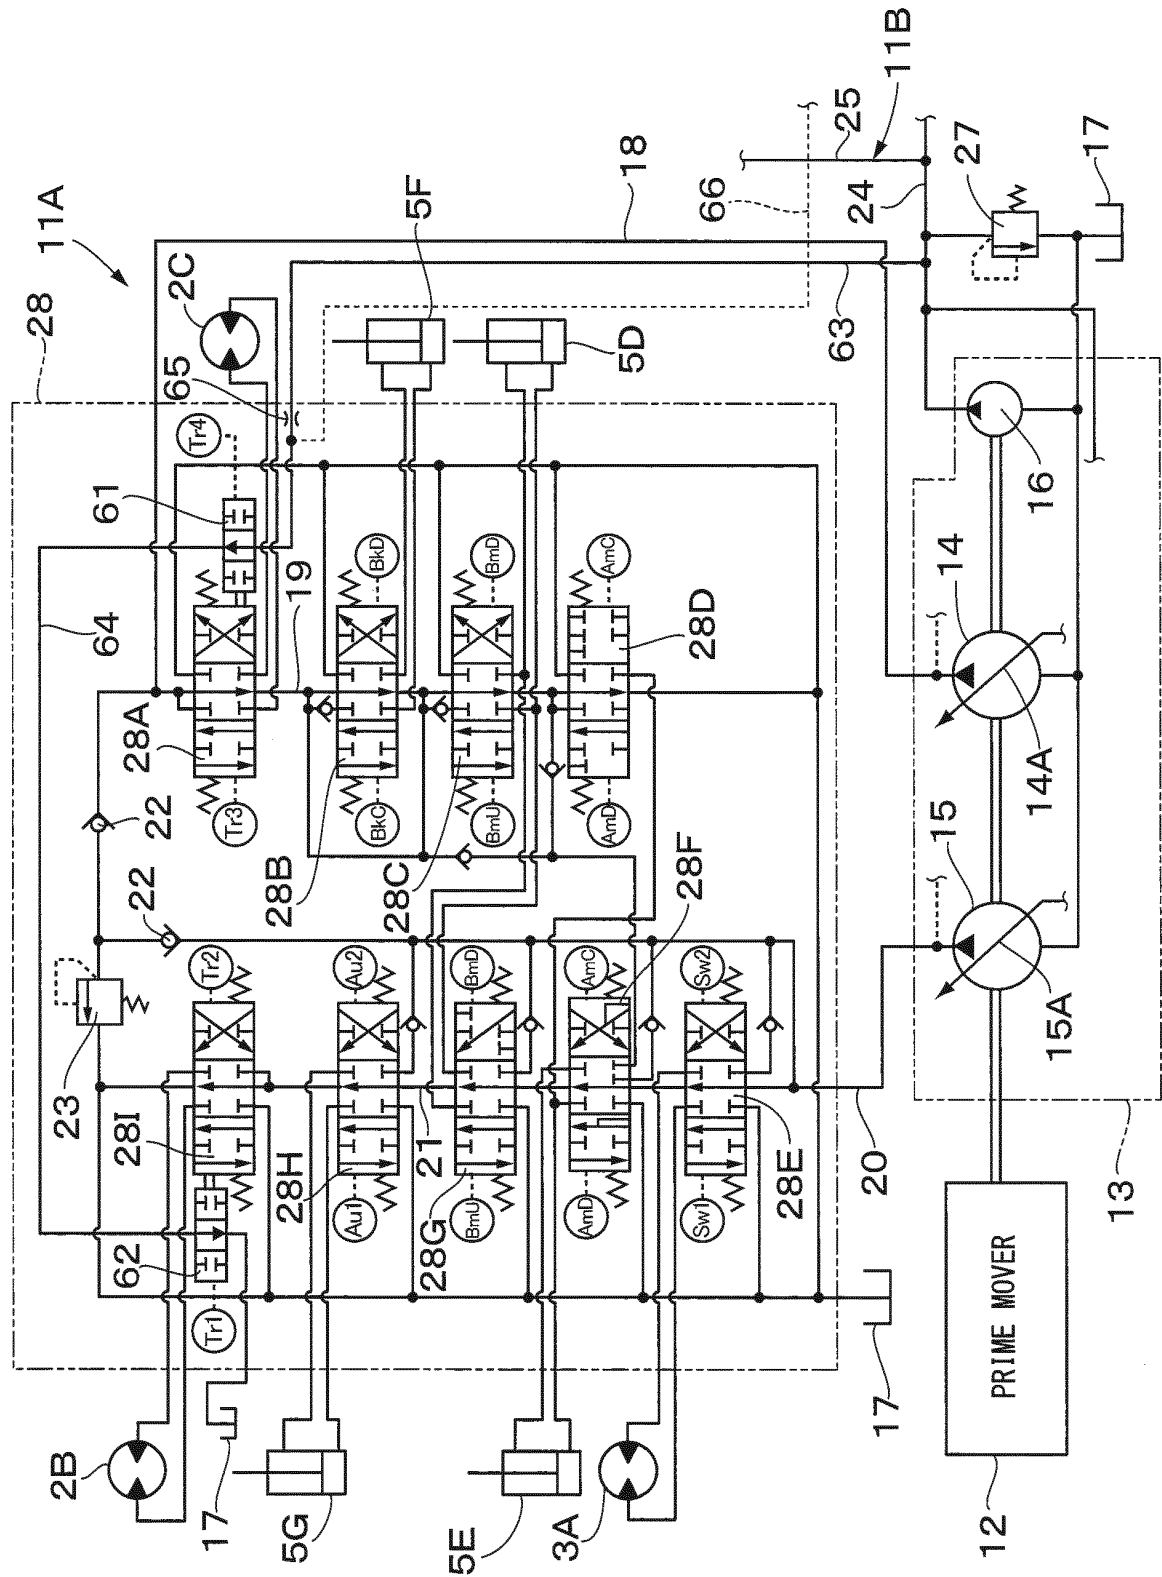 11A
28
2C
65
Tr4
61
64
28A
Tr3
22
22
23
Tr2
28I
62
Tr1
2B
17
5G
5F
5D
18
66
63
25
11B
24
27
17
19
BkD
BmD
AmC
28D
28B
BkC
28C
BmU
AmD
28F
Au2
BmD
AmC
Sw2
28H
Au1
21
28G
BmU
AmD
Sw1
28E
20
5E
3A
17
16
14
14A
15
15A
13
PRIME MOVER
12